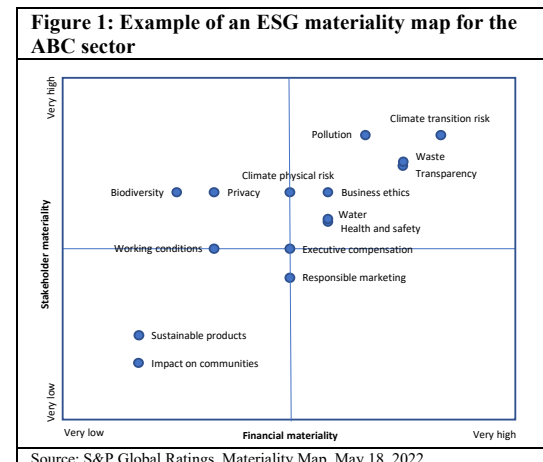 Figure 1: Example of an ESG materiality map for the
ABC sector
Very high
Climate transition risk
Pollution
Waste
Transparency
Climate physical risk
Biodiversity
Privacy
Business ethics
Water
Health and safety
Stakeholder materiality
Working conditions
Executive compensation
Responsible marketing
Sustainable products
Impact on communities
Very low
Very low
Financial materiality
Very high
Source: S&P Global Ratings, Materiality Map, May 18, 2022